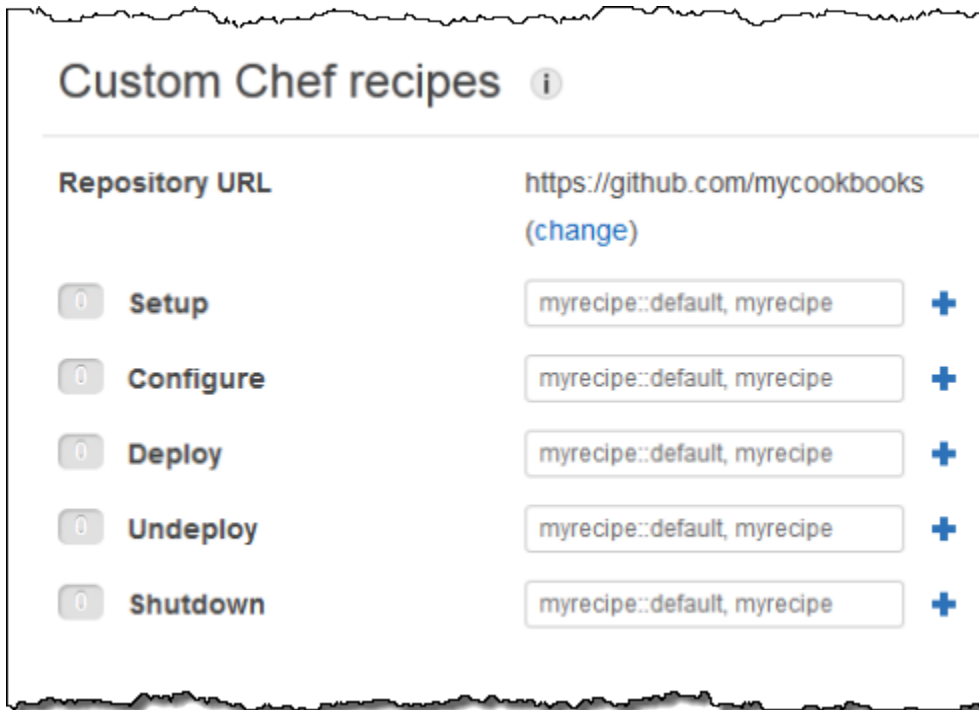 Custom Chef recipes i
Repository URL https://github.com/mycookbooks
(change)
0 Setup myrecipe::default, myrecipe
0 Configure myrecipe::default, myrecipe
0 Deploy myrecipe::default, myrecipe
0 Undeploy myrecipe::default, myrecipe
0 Shutdown myrecipe::default, myrecipe